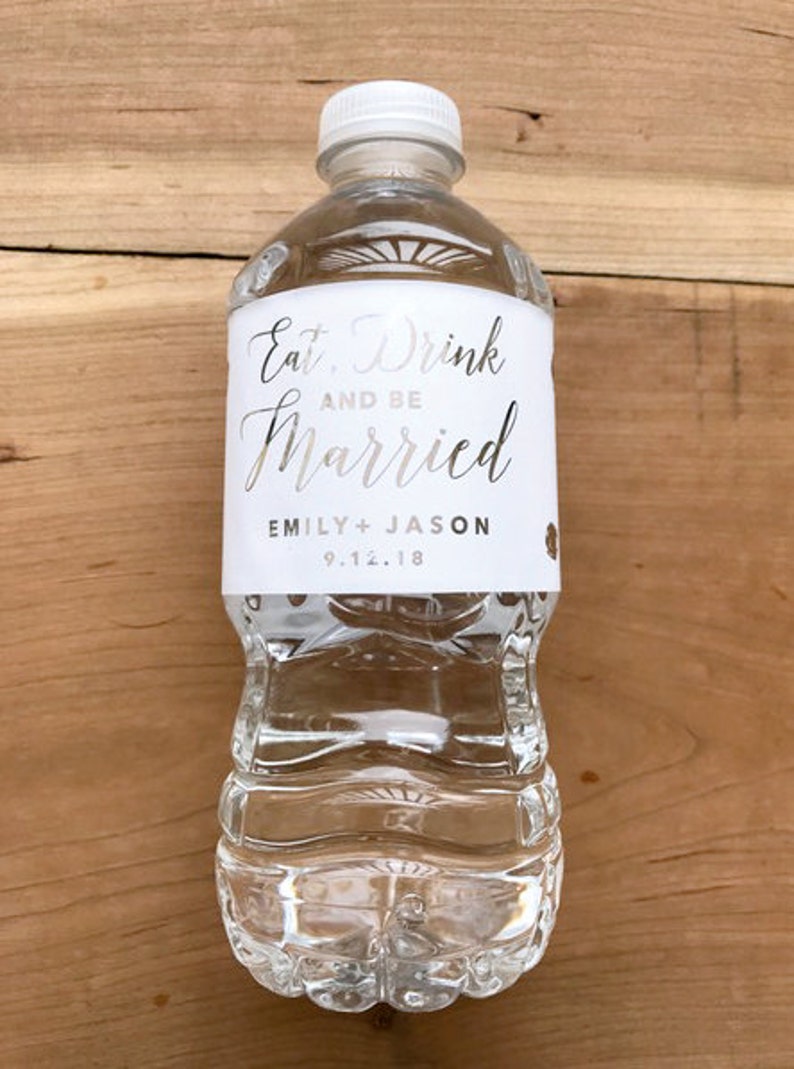 Eat, Drink
AND BE
Married
EMILY + JASON
9.12.18